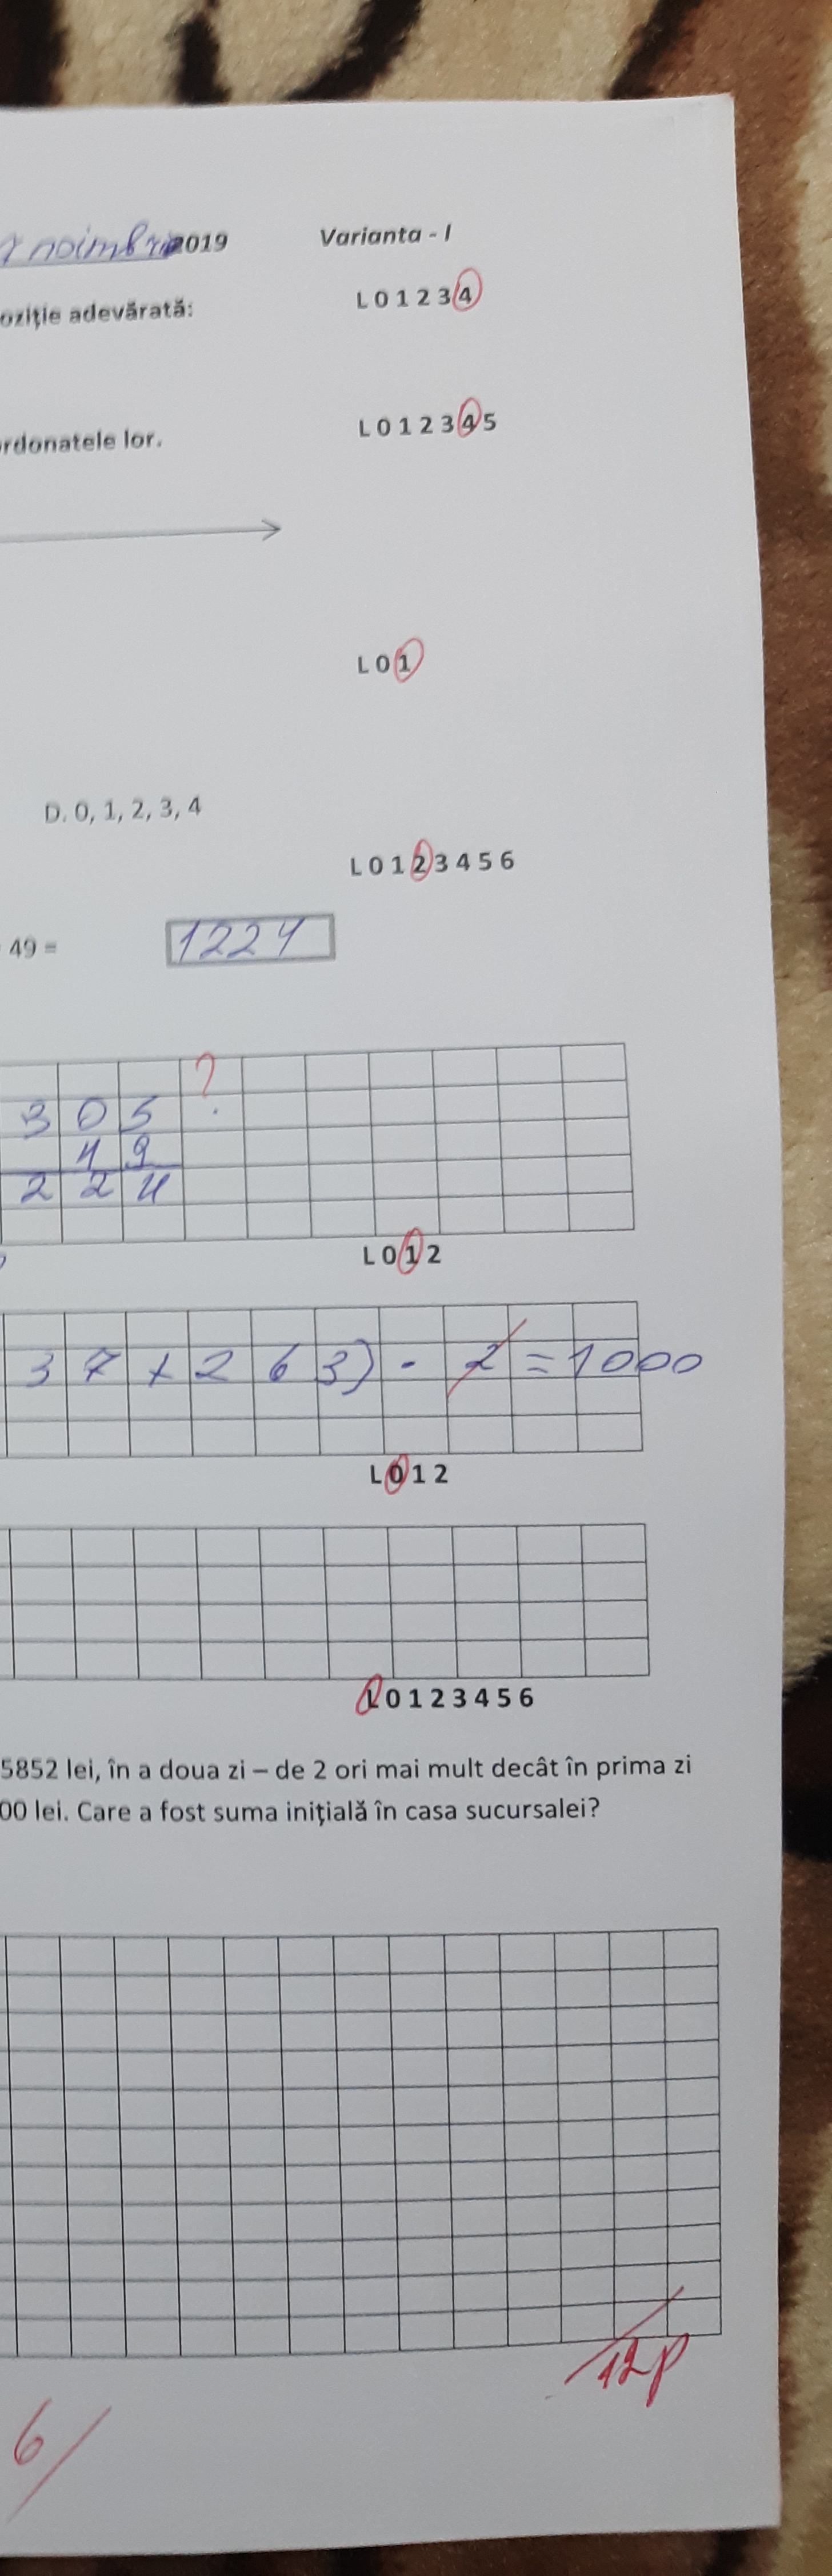 noimbrie 2019 Varianta - I
oziție adevărată:
L 0 1 2 3 4
rdonatele lor.
L 0 1 2 3 4 5
L 0 1
D. 0, 1, 2, 3, 4
L 0 1 2 3 4 5 6
49 = 1224
?
3 0 5
4 9
2 2 4
L 0 1 2
3 7 + 2 6 3) · 2 = 1000
L 0 1 2
L 0 1 2 3 4 5 6
5852 lei, în a doua zi – de 2 ori mai mult decât în prima zi
00 lei. Care a fost suma inițială în casa sucursalei?
12p
6/